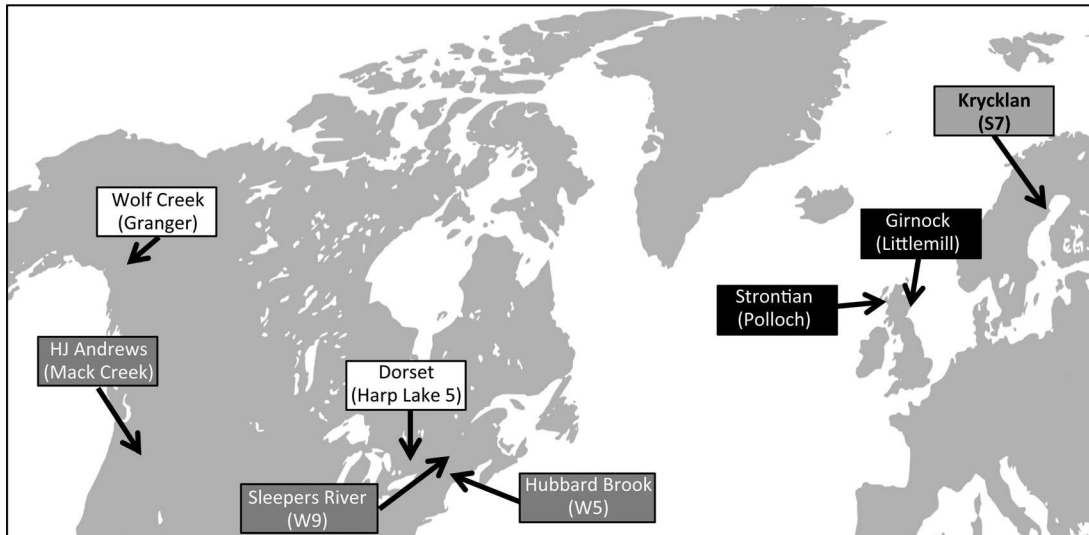 Krycklan
(S7)
Wolf Creek
(Granger)
Girnock
(Littlemill)
Strontian
(Polloch)
HJ Andrews
(Mack Creek)
Dorset
(Harp Lake 5)
Sleepers River
(W9)
Hubbard Brook
(W5)